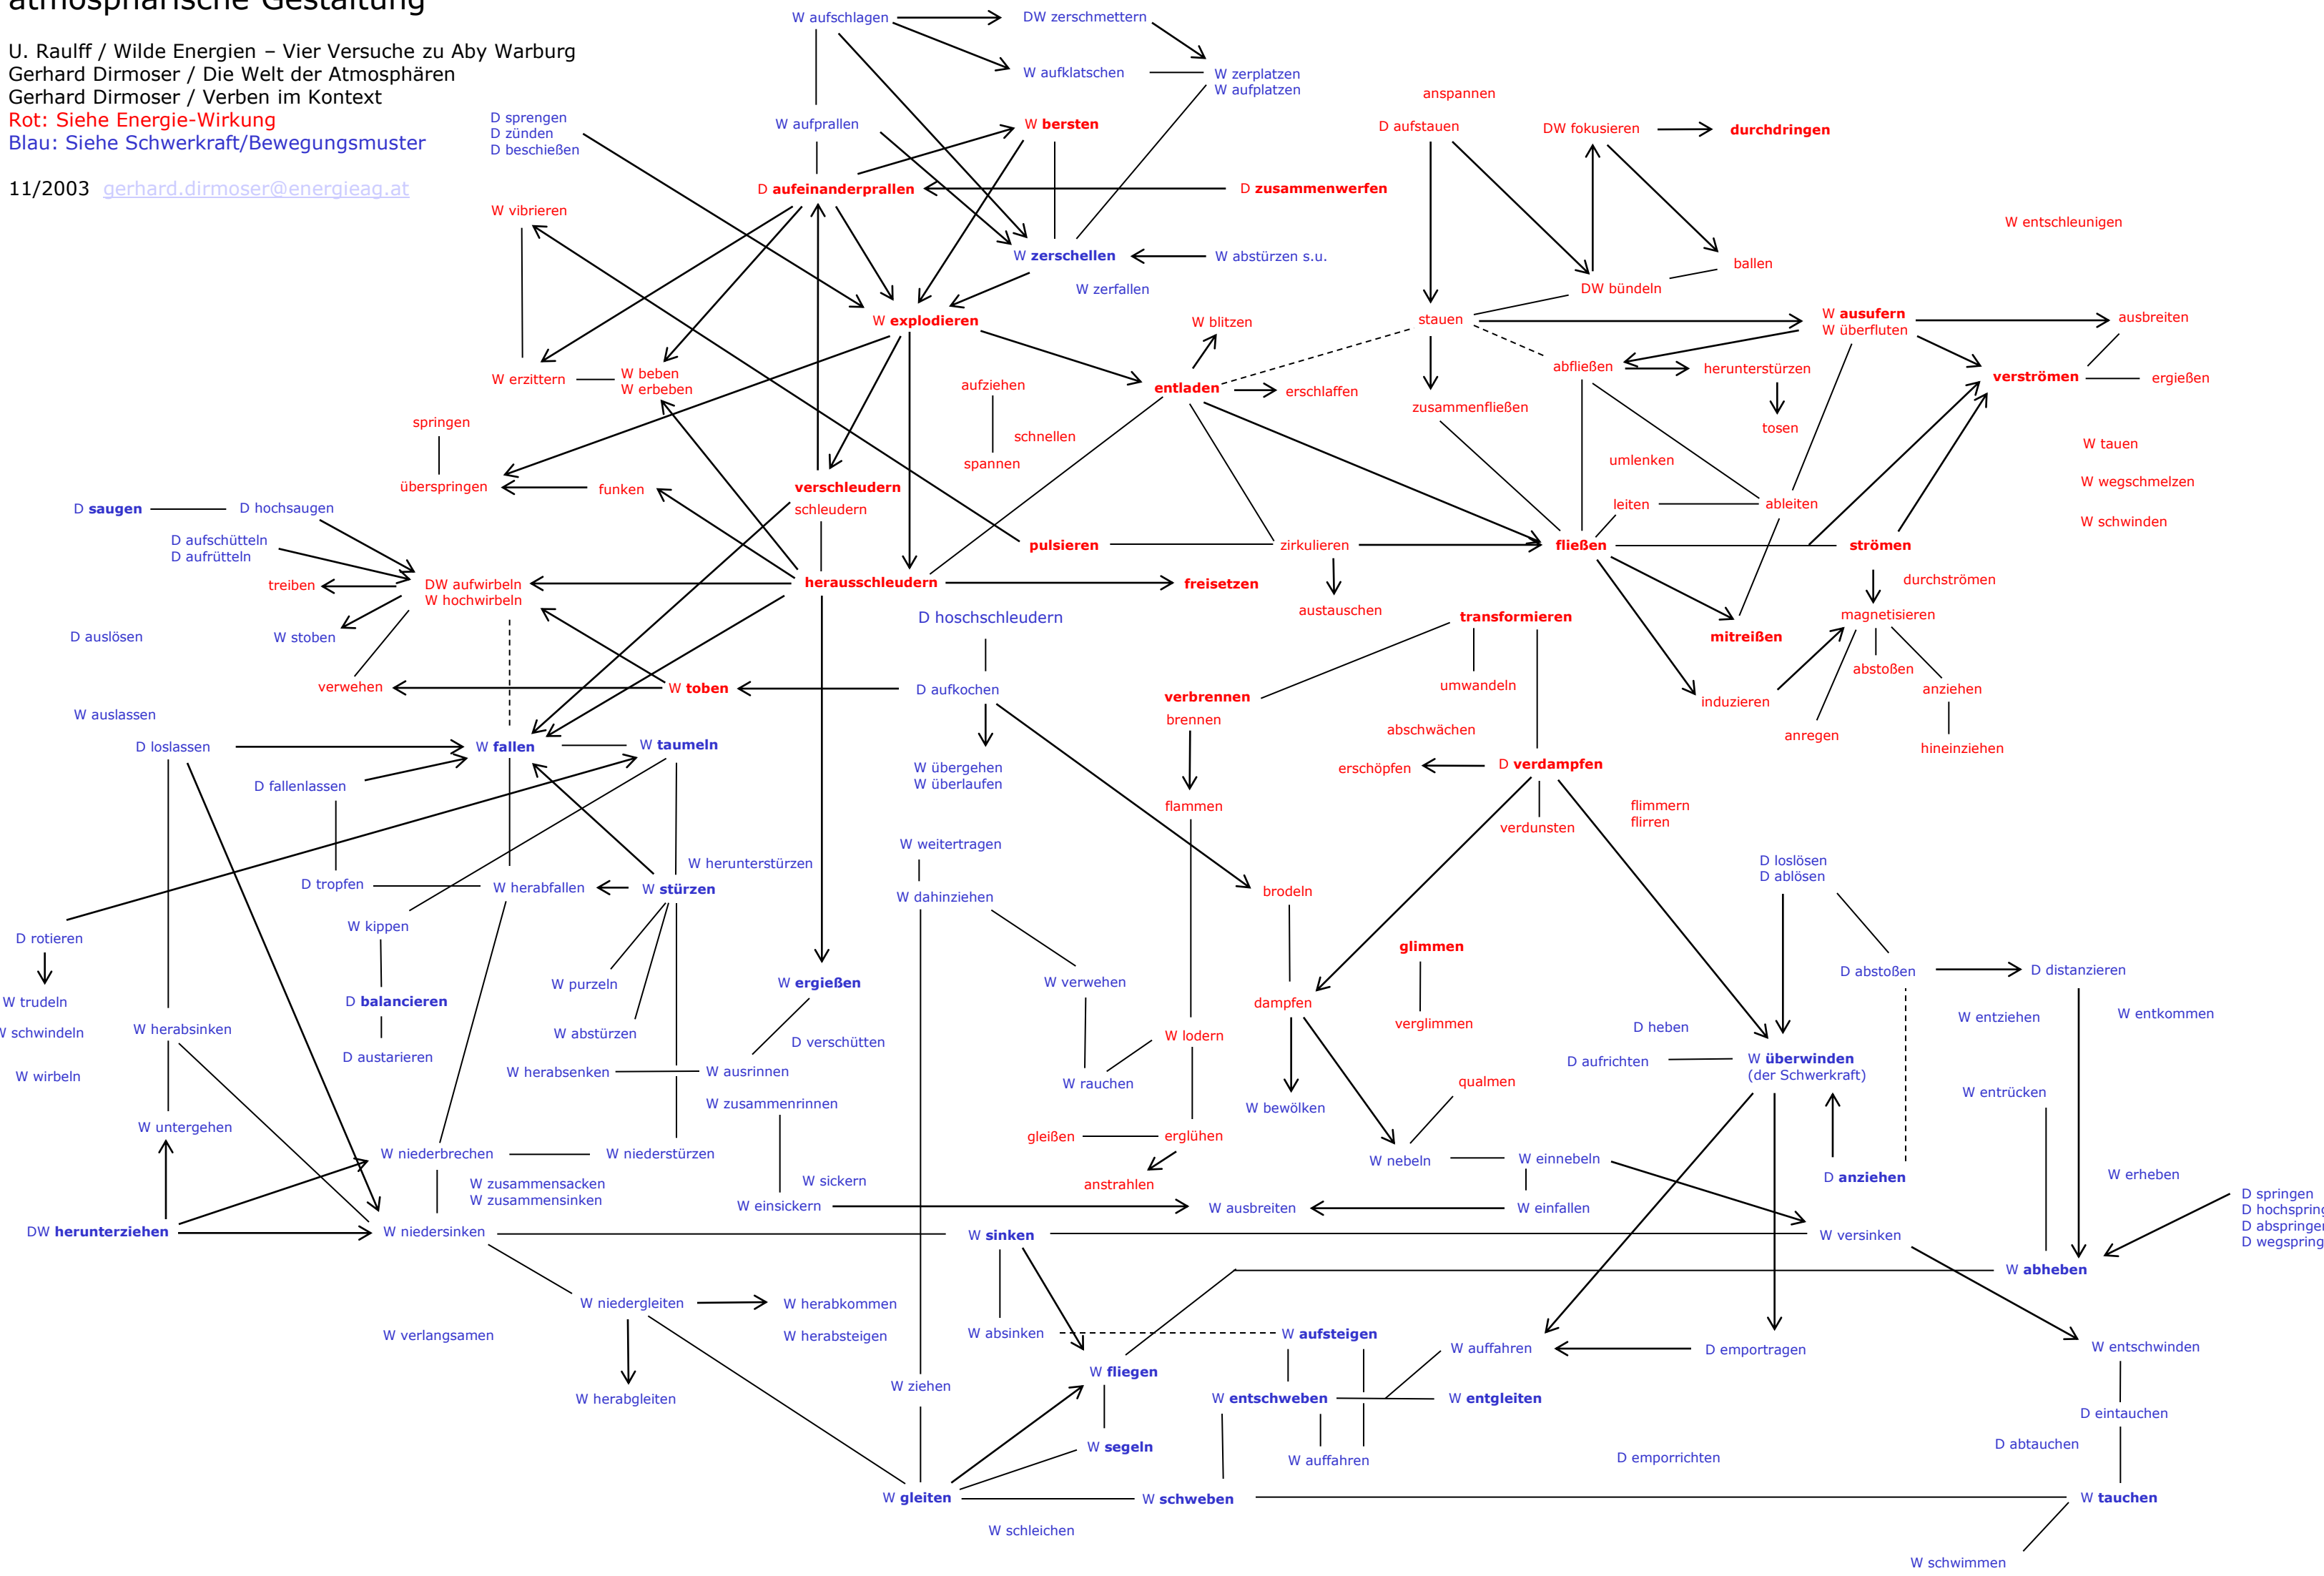 atmosphärische Gestaltung
U. Raulff / Wilde Energien – Vier Versuche zu Aby Warburg
Gerhard Dirmoser / Die Welt der Atmosphären
Gerhard Dirmoser / Verben im Kontext
Rot: Siehe Energie-Wirkung
Blau: Siehe Schwerkraft/Bewegungsmuster
11/2003 gerhard.dirmoser@energieag.at
W aufschlagen
DW zerschmettern
W aufklatschen
W zerplatzen
W aufplatzen
anspannen
D sprengen
D zünden
D beschießen
W aufprallen
W bersten
D aufstauen
DW fokusieren
durchdringen
D aufeinanderprallen
D zusammenwerfen
W vibrieren
W entschleunigen
W zerschellen
W abstürzen s.u.
ballen
W zerfallen
DW bündeln
W explodieren
W blitzen
stauen
W ausufern
W überfluten
ausbreiten
W erzittern
W beben
W erbeben
aufziehen
entladen
erschlaffen
abfließen
herunterstürzen
verströmen
ergießen
zusammenfließen
springen
schnellen
tosen
spannen
umlenken
W tauen
überspringen
funken
verschleudern
schleudern
W wegschmelzen
D saugen
D hochsaugen
leiten
ableiten
W schwinden
D aufschütteln
D aufrütteln
pulsieren
zirkulieren
fließen
strömen
treiben
DW aufwirbeln
W hochwirbeln
herausschleudern
freisetzen
durchströmen
austauschen
D hoschschleudern
transformieren
magnetisieren
D auslösen
W stoben
mitreißen
abstoßen
verwehen
W toben
D aufkochen
verbrennen
brennen
umwandeln
induzieren
anziehen
W auslassen
abschwächen
anregen
hineinziehen
D loslassen
W fallen
W taumeln
W übergehen
W überlaufen
erschöpfen
D verdampfen
D fallenlassen
flammen
flimmern
flirren
verdunsten
W weitertragen
W herunterstürzen
D loslösen
D ablösen
D tropfen
W herabfallen
W stürzen
W dahinziehen
brodeln
W kippen
D rotieren
glimmen
W purzeln
W ergießen
W verwehen
D abstoßen
D distanzieren
W trudeln
D balancieren
dampfen
W entziehen
W entkommen
W schwindeln
W herabsinken
W abstürzen
D verschütten
W lodern
verglimmen
D heben
D austarieren
D aufrichten
W überwinden
(der Schwerkraft)
W wirbeln
W herabsenken
W ausrinnen
W rauchen
qualmen
W entrücken
W zusammenrinnen
W bewölken
W untergehen
gleißen
erglühen
W niederbrechen
W niederstürzen
W nebeln
W einnebeln
W zusammensacken
W zusammensinken
W sickern
anstrahlen
D anziehen
W erheben
D springen
W einsickern
W ausbreiten
W einfallen
D hochspring
D abspringen
D wegspring
DW herunterziehen
W niedersinken
W sinken
W versinken
W abheben
W niedergleiten
W herabkommen
W verlangsamen
W herabsteigen
W absinken
W aufsteigen
W auffahren
D emportragen
W entschwinden
W fliegen
W ziehen
W herabgleiten
W entschweben
W entgleiten
D eintauchen
W segeln
W auffahren
D emporrichten
D abtauchen
W gleiten
W schweben
W tauchen
W schleichen
W schwimmen